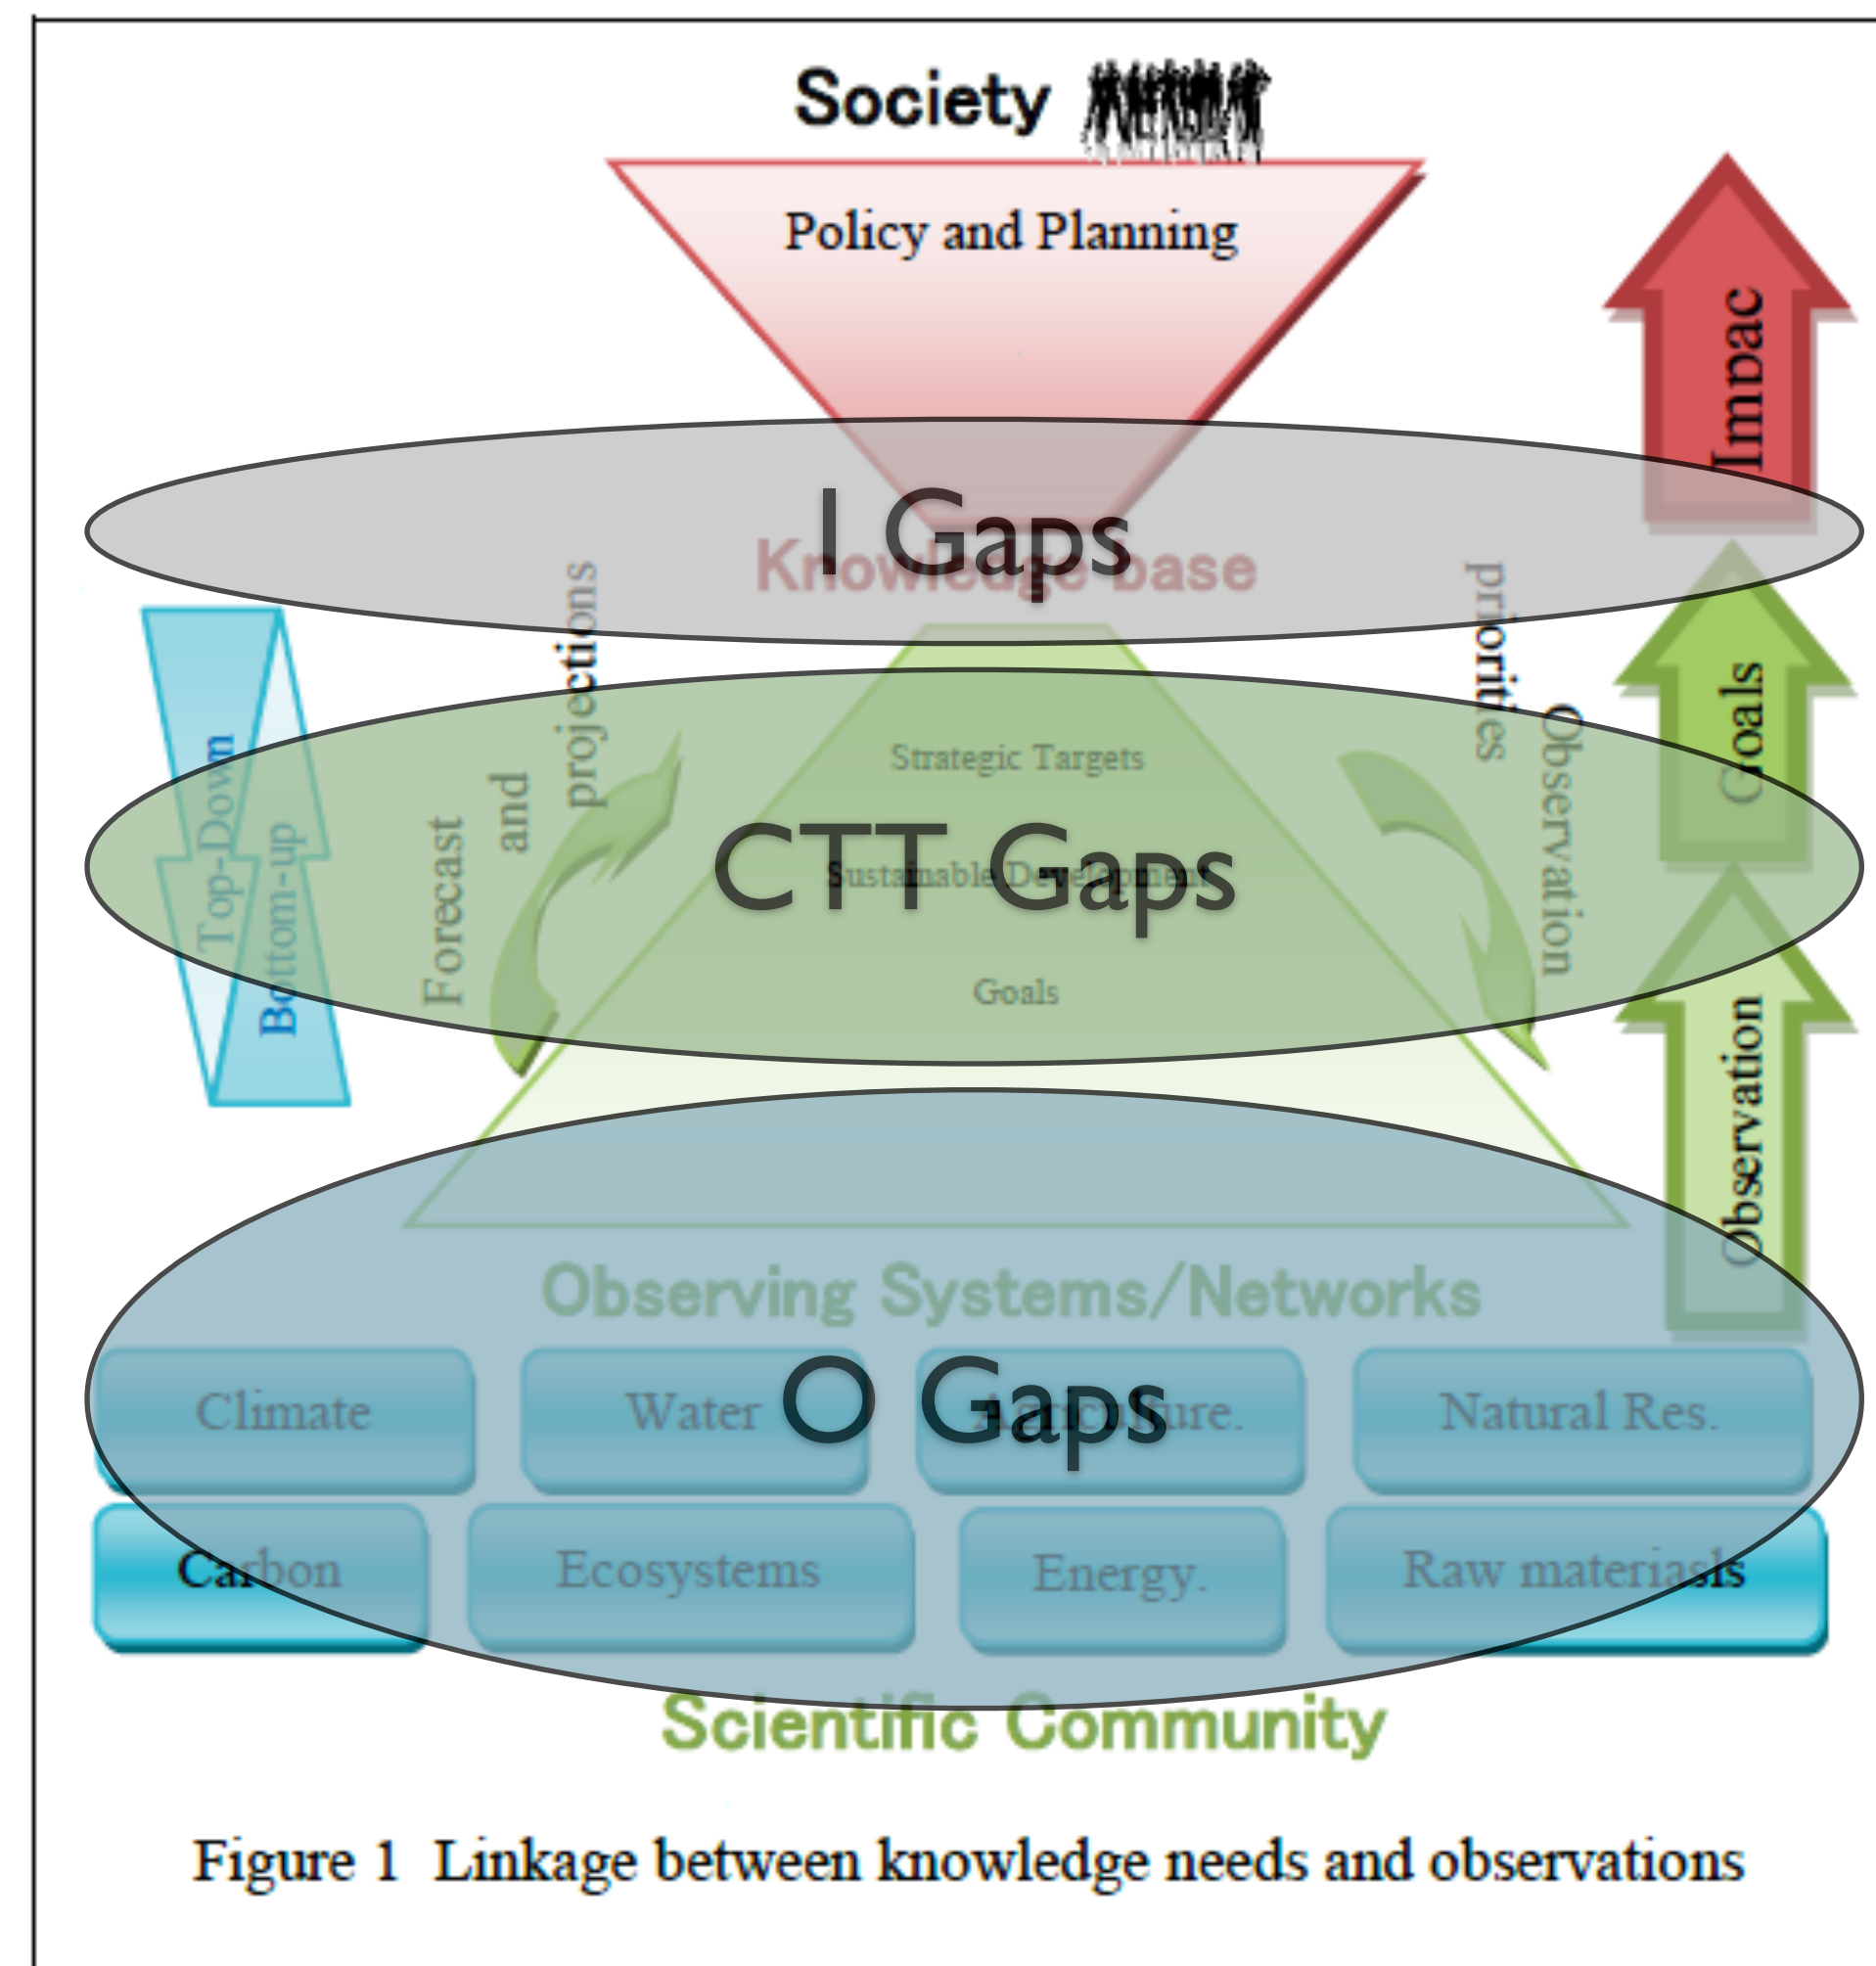 Society
Policy and Planning
Impac
I Gaps
Knowledge base
projections
and
Forecast
priorities
Observation
Goals
Top-Down
Bottom-up
Strategic Targets
CTT Gaps
Sustainable Development
Goals
Observation
Observing Systems/Networks
O Gaps
Climate Water Agriculture. Natural Res.
Carbon Ecosystems Energy. Raw materiasls
Scientific Community
Figure 1 Linkage between knowledge needs and observations